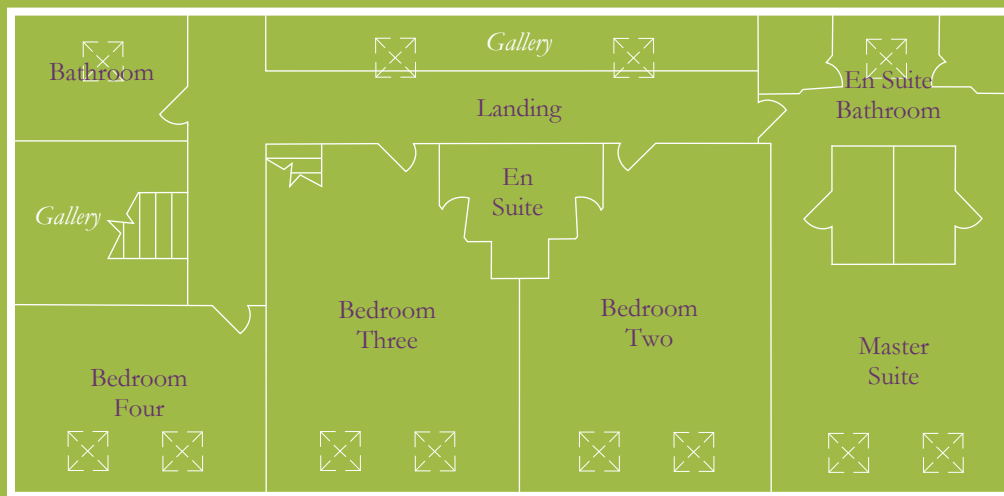 Gallery
Bathroom
En Suite
Bathroom
Landing
En
Suite
Gallery
Bedroom
Three
Bedroom
Two
Master
Suite
Bedroom
Four